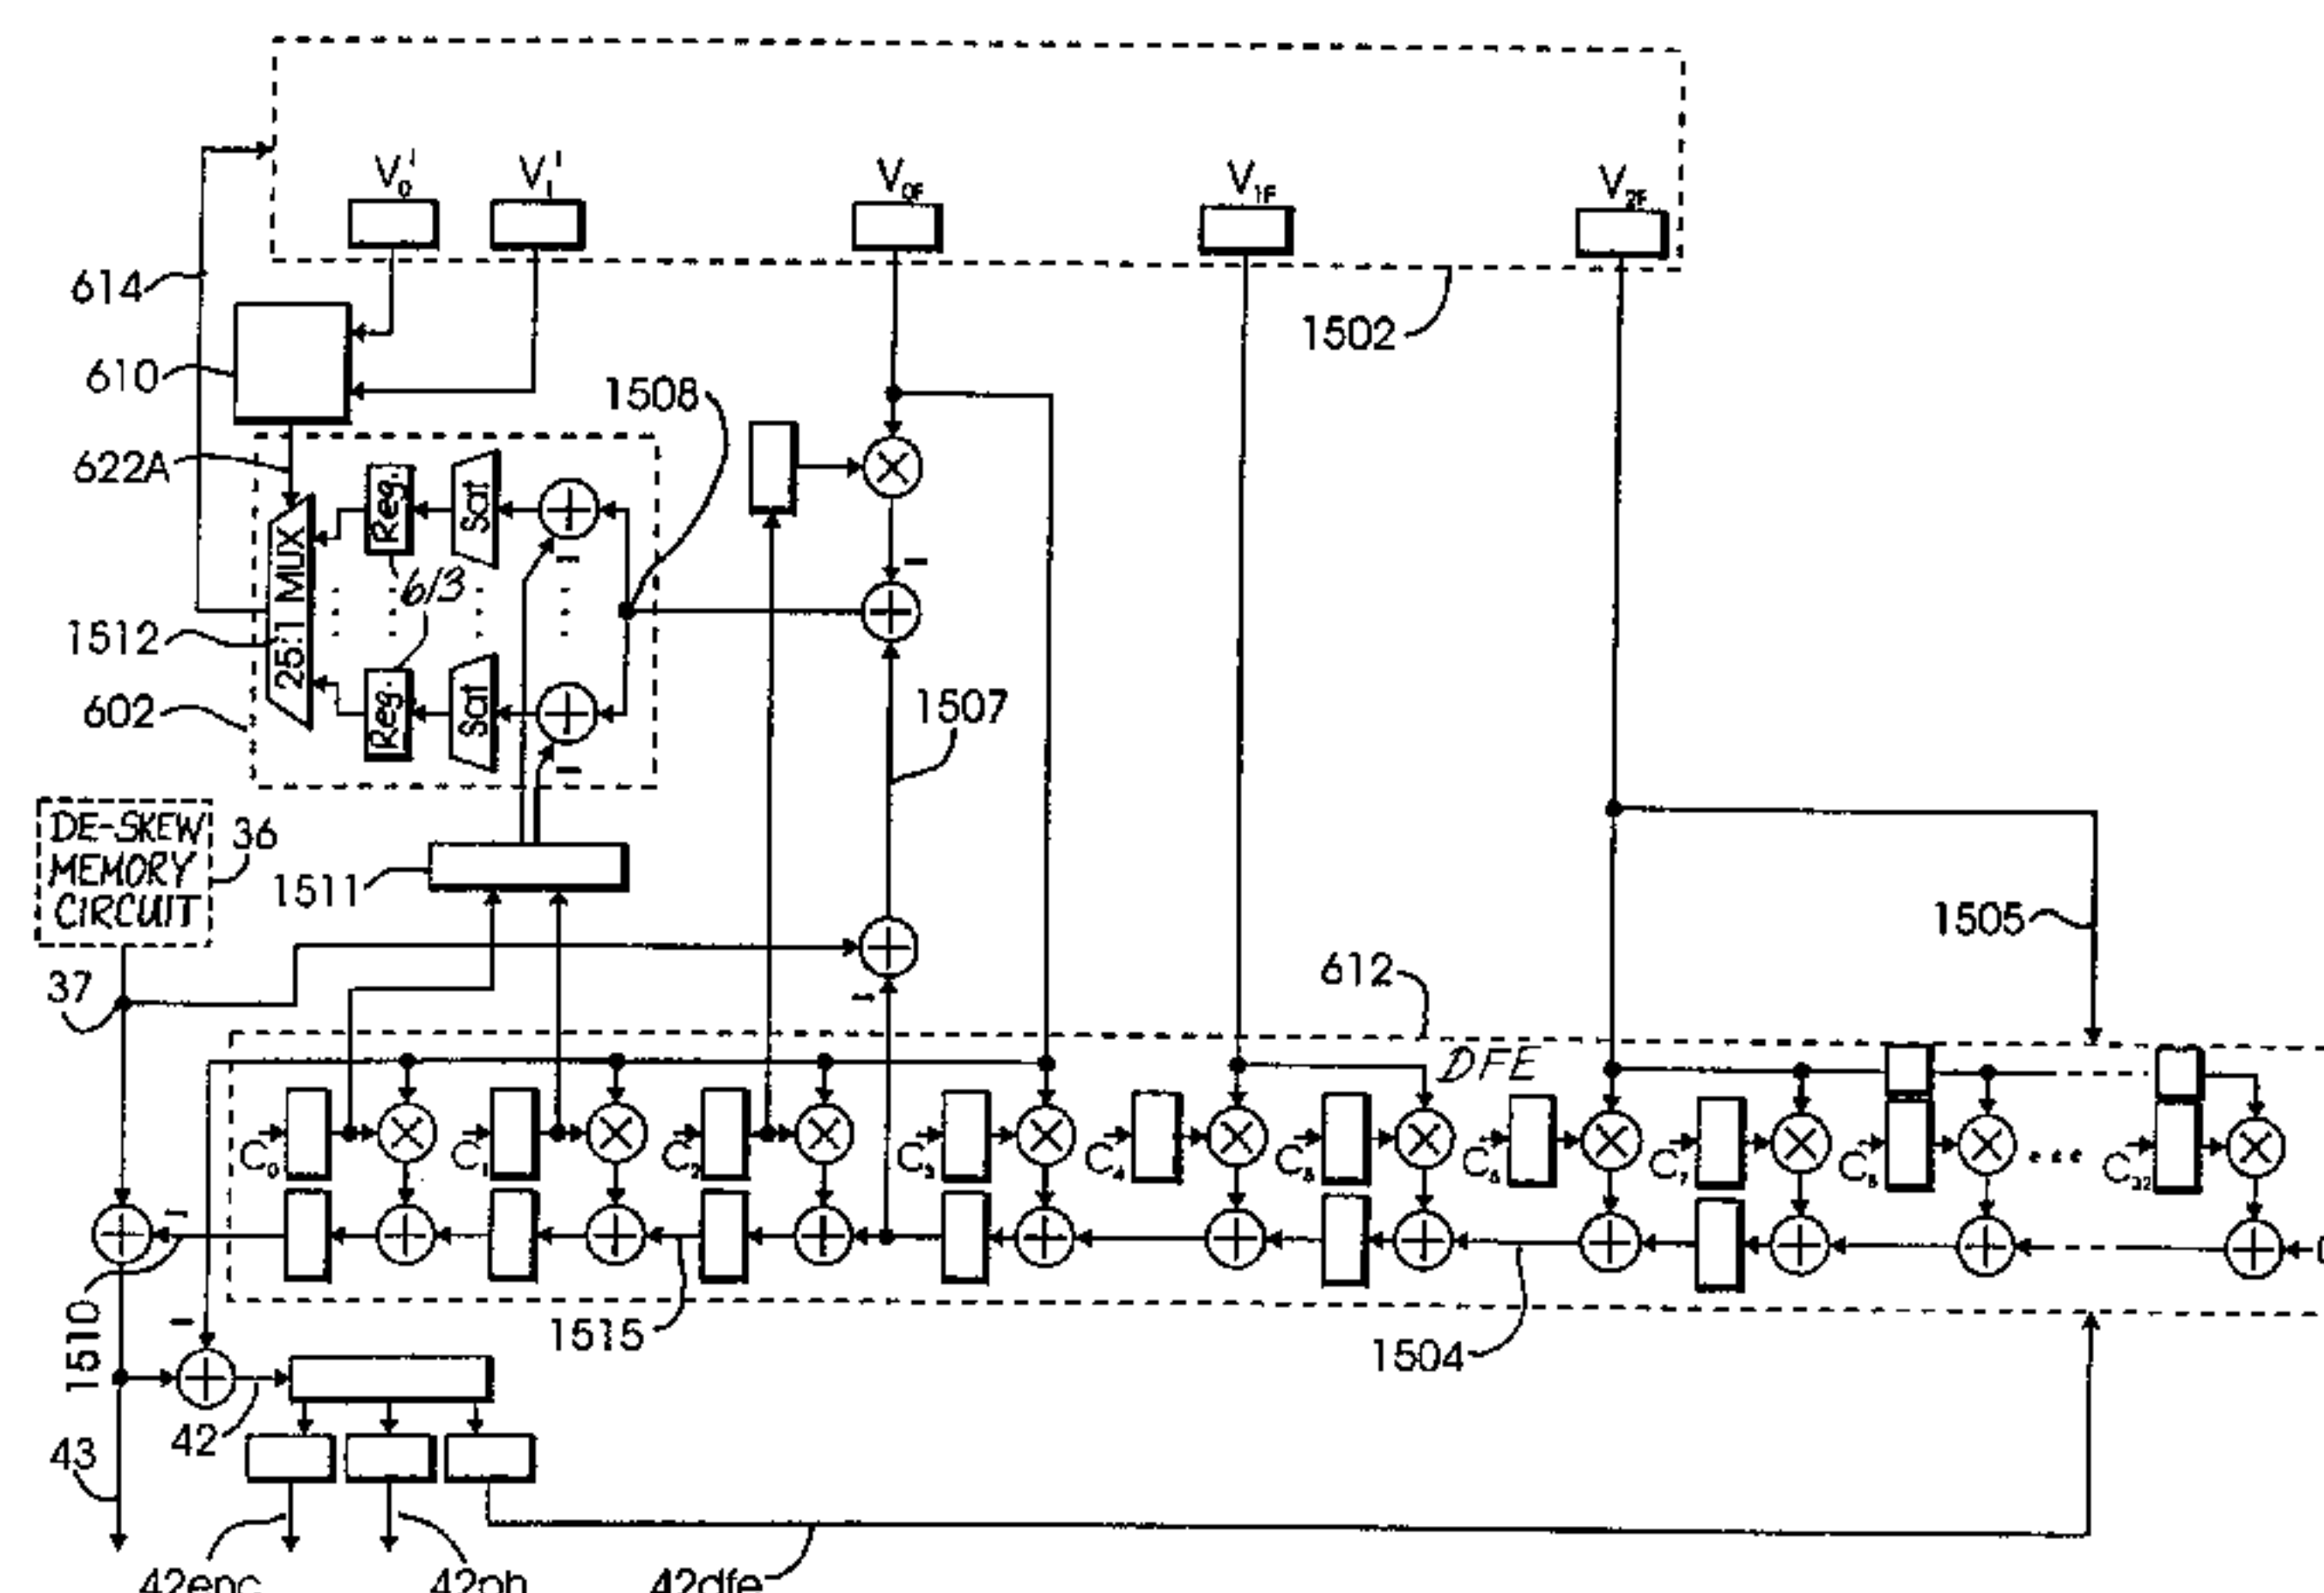 V₀' V₁' V₀F V₁F V₂F
614
1502
610
1508
622A
Reg. Sat
25:1 MUX
613
1512
Reg. Sat
602
1507
DE-SKEW
MEMORY
CIRCUIT
36
1511
1505
37
612
DFE
C₀ C₁ C₂ C₃ C₄ C₅ C₆ C₇ C₈ C₃₂
1510
1515
1504
42
43
42enc 42ph 42dfe